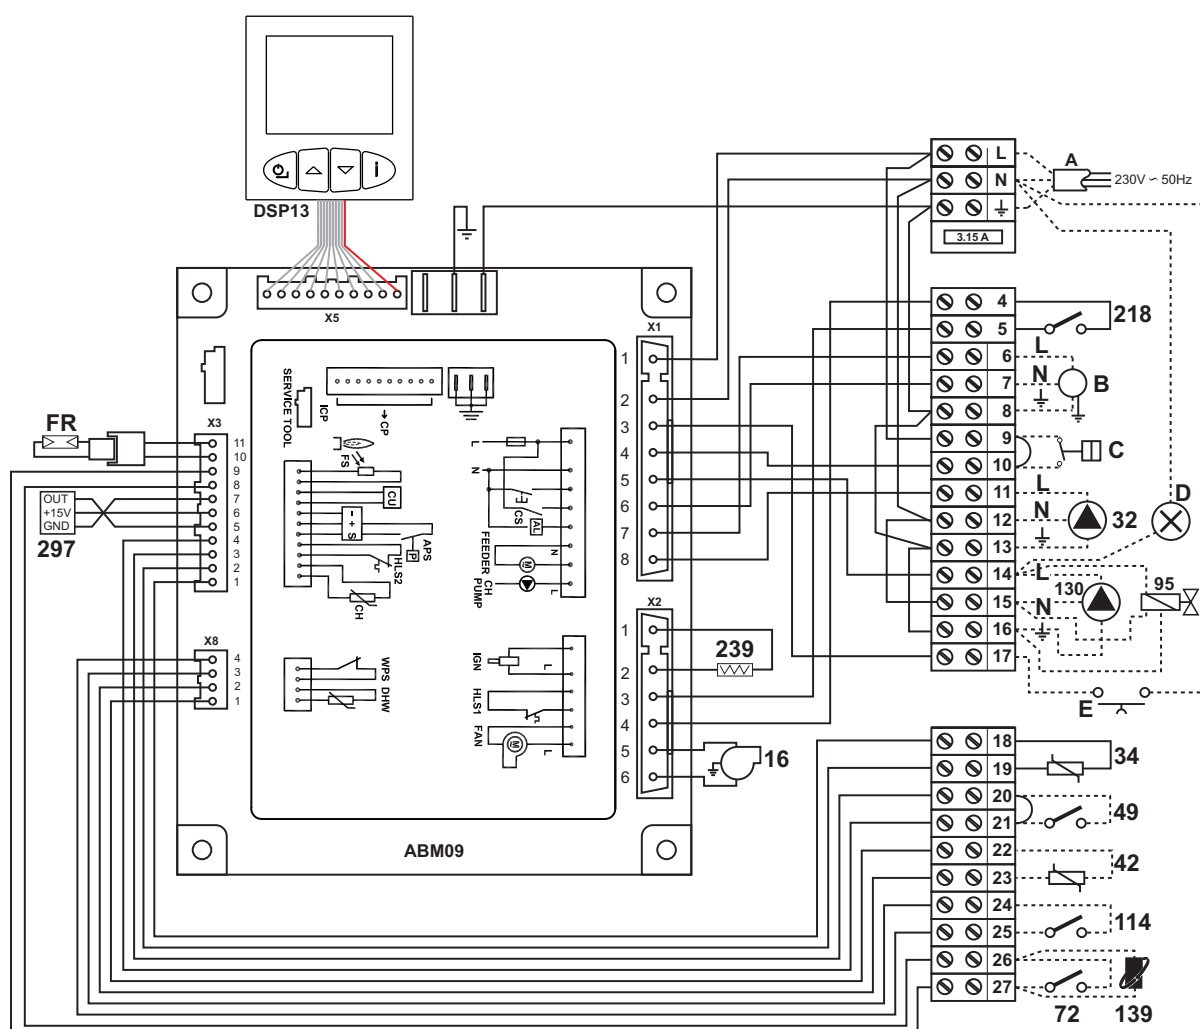 DSP13
L
A
N
230V ~ 50Hz
3.15 A
X5
X1
1
2
3
4
5
6
7
8
X2
1
2
3
4
5
6
239
16
4
5
6
7
8
9
10
11
12
13
14
15
16
17
218
L
N
B
C
L
N
32
D
L
130
N
95
E
FR
X3
11
10
9
8
7
6
5
4
3
2
1
OUT
+15V
GND
297
X8
4
3
2
1
SERVICE TOOL
ICP
CP
FS
CU
- + S
APS
P
HLS2
CH
WPS
DHW
L
N
CS
AL
FEEDER
CH PUMP
N
M
L
IGN
L
HLS1
FAN
M
L
ABM09
18
19
20
21
22
23
24
25
26
27
34
49
42
114
72
139